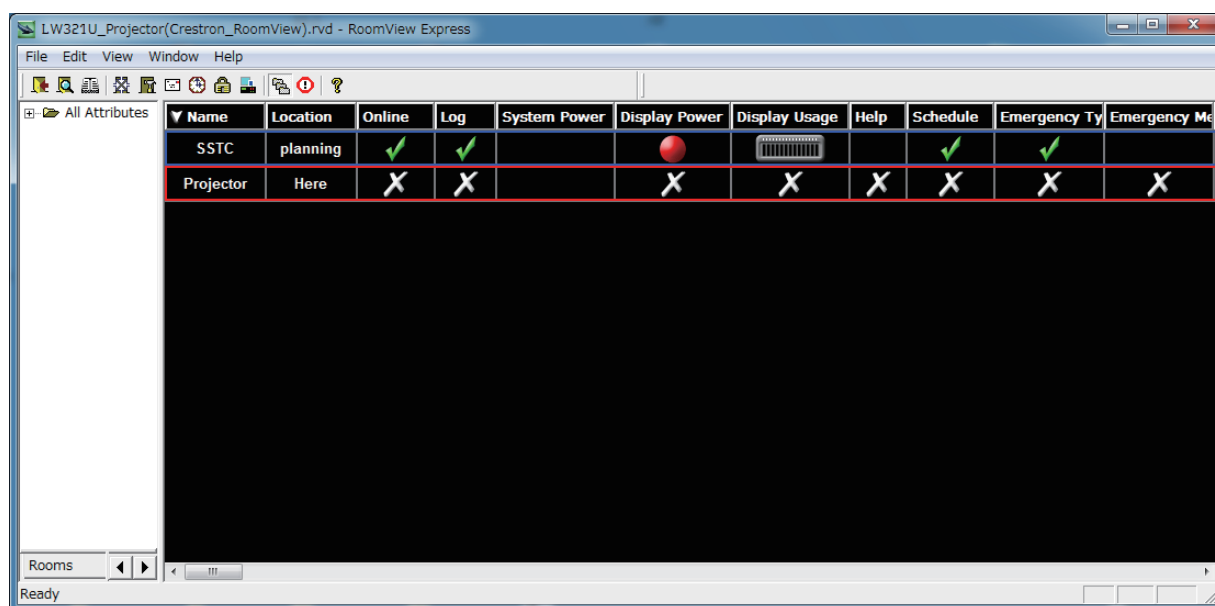 LW321U_Projector(Crestron_RoomView).rvd - RoomView Express
File Edit View Window Help
All Attributes
Name Location Online Log System Power Display Power Display Usage Help Schedule Emergency Ty Emergency Me
SSTC planning
Projector Here
Rooms
Ready